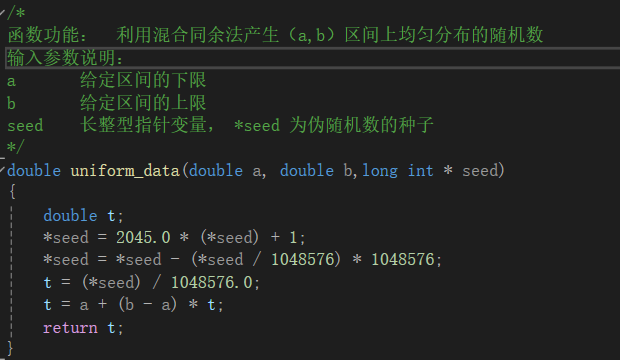 /*
函数功能：  利用混合同余法产生（a,b）区间上均匀分布的随机数
输入参数说明：
a      给定区间的下限
b      给定区间的上限
seed   长整型指针变量， *seed 为伪随机数的种子
*/
double uniform_data(double a, double b,long int * seed)
{
    double t;
    *seed = 2045.0 * (*seed) + 1;
    *seed = *seed - (*seed / 1048576) * 1048576;
    t = (*seed) / 1048576.0;
    t = a + (b - a) * t;
    return t;
}